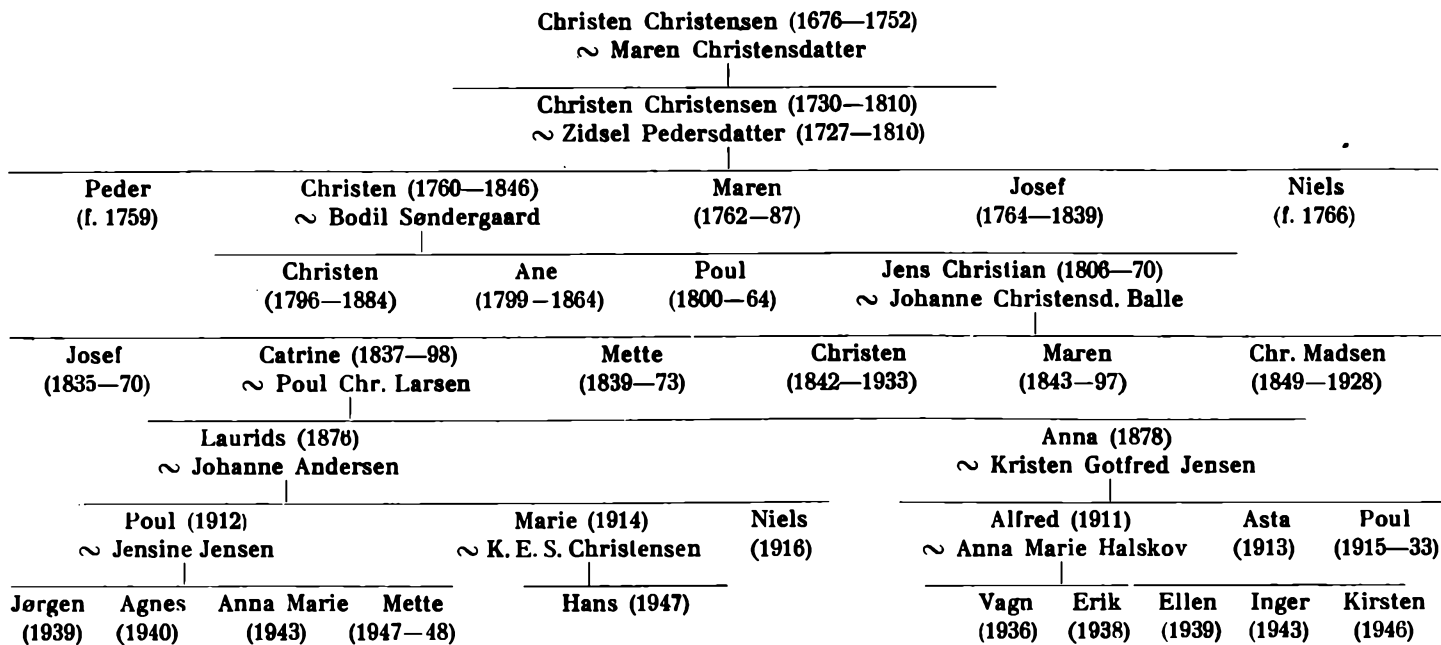 Christen Christensen (1676—1752)
~ Maren Christensdatter
Christen Christensen (1730—1810)
~ Zidsel Pedersdatter (1727—1810)
Peder Christen (1760—1846) Maren Josef Niels
(f. 1759) ~ Bodil Søndergaard (1762—87) (1764—1839) (f. 1766)
Christen Ane Poul Jens Christian (1806—70)
(1796—1884) (1799—1864) (1800—64) ~ Johanne Christensd. Balle
Josef Catrine (1837—98) Mette Christen Maren Chr. Madsen
(1835—70) ~ Poul Chr. Larsen (1839—73) (1842—1933) (1843—97) (1849—1928)
Laurids (1876) Anna (1878)
~ Johanne Andersen ~ Kristen Gotfred Jensen
Poul (1912) Marie (1914) Niels Alfred (1911) Asta Poul
~ Jensine Jensen ~ K. E. S. Christensen (1916) ~ Anna Marie Halskov (1913) (1915—33)
Jørgen Agnes Anna Marie Mette Hans (1947) Vagn Erik Ellen Inger Kirsten
(1939) (1940) (1943) (1947—48) (1936) (1938) (1939) (1943) (1946)